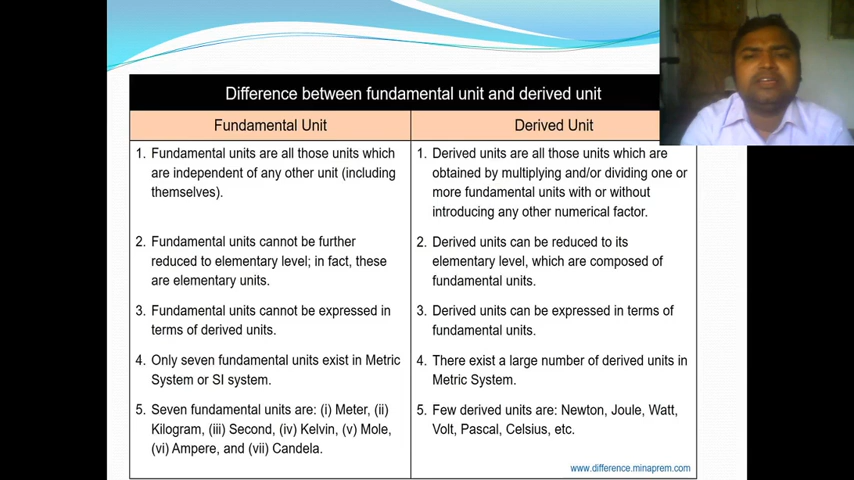 Difference between fundamental unit and derived unit
Fundamental Unit
Derived Unit
1. Fundamental units are all those units which
are independent of any other unit (including
themselves).
1. Derived units are all those units which are
obtained by multiplying and/or dividing one or
more fundamental units with or without
introducing any other numerical factor.
2. Fundamental units cannot be further
reduced to elementary level; in fact, these
are elementary units.
2. Derived units can be reduced to its
elementary level, which are composed of
fundamental units.
3. Fundamental units cannot be expressed in
terms of derived units.
3. Derived units can be expressed in terms of
fundamental units.
4. Only seven fundamental units exist in Metric
System or SI system.
4. There exist a large number of derived units in
Metric System.
5. Seven fundamental units are: (i) Meter, (ii)
Kilogram, (iii) Second, (iv) Kelvin, (v) Mole,
(vi) Ampere, and (vii) Candela.
5. Few derived units are: Newton, Joule, Watt,
Volt, Pascal, Celsius, etc.
www.difference.minaprem.com